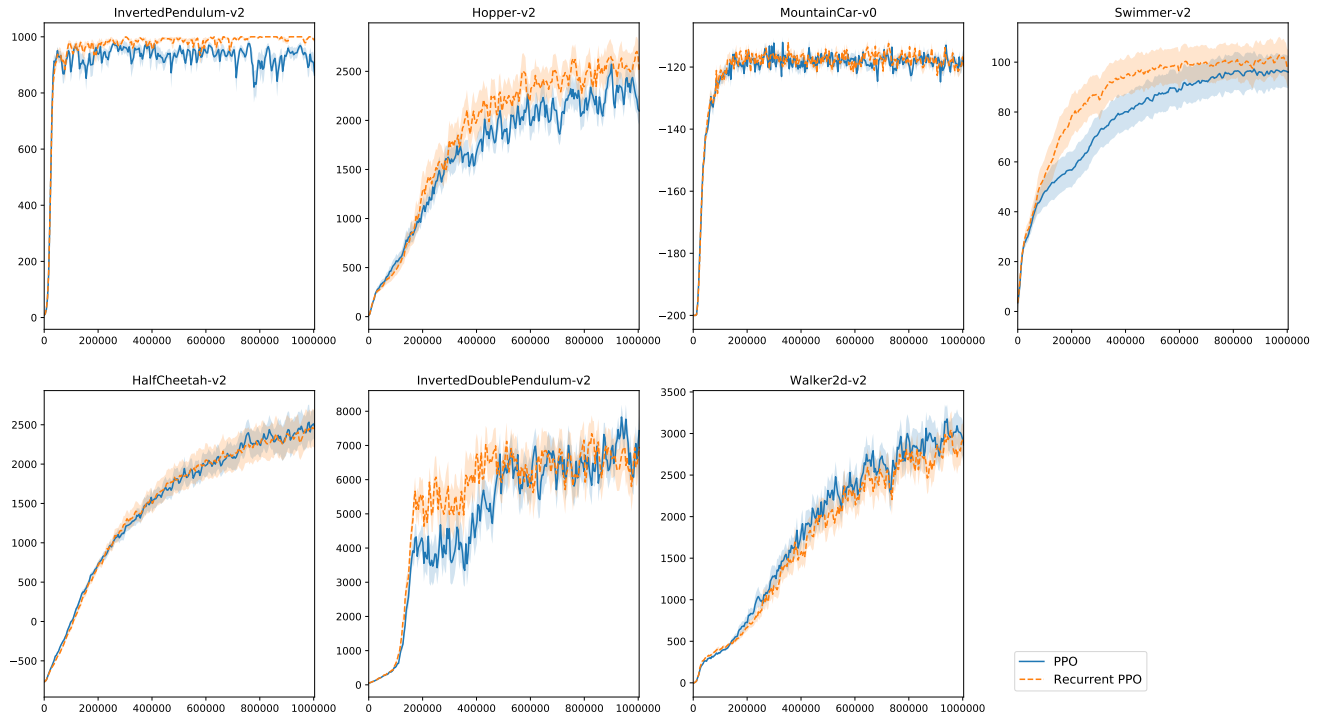 InvertedPendulum-v2
1000
800
600
400
200
0
0 200000 400000 600000 800000 1000000
Hopper-v2
2500
2000
1500
1000
500
0
0 200000 400000 600000 800000 1000000
MountainCar-v0
−120
−140
−160
−180
−200
0 200000 400000 600000 800000 1000000
Swimmer-v2
100
80
60
40
20
0
0 200000 400000 600000 800000 1000000
HalfCheetah-v2
2500
2000
1500
1000
500
0
−500
0 200000 400000 600000 800000 1000000
InvertedDoublePendulum-v2
8000
7000
6000
5000
4000
3000
2000
1000
0
0 200000 400000 600000 800000 1000000
Walker2d-v2
3500
3000
2500
2000
1500
1000
500
0
0 200000 400000 600000 800000 1000000
PPO
Recurrent PPO